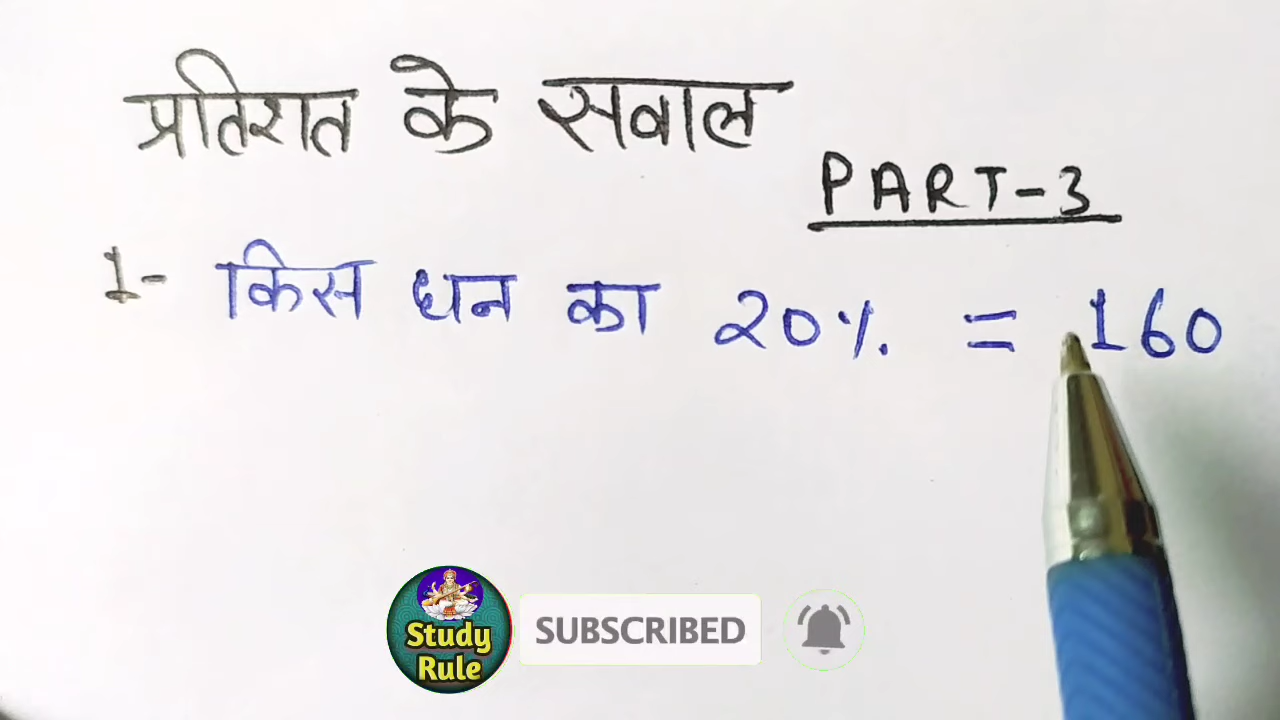 प्रतिशत के सवाल
PART-3
1- किस धन का 20% = 160
Study
Rule
SUBSCRIBED